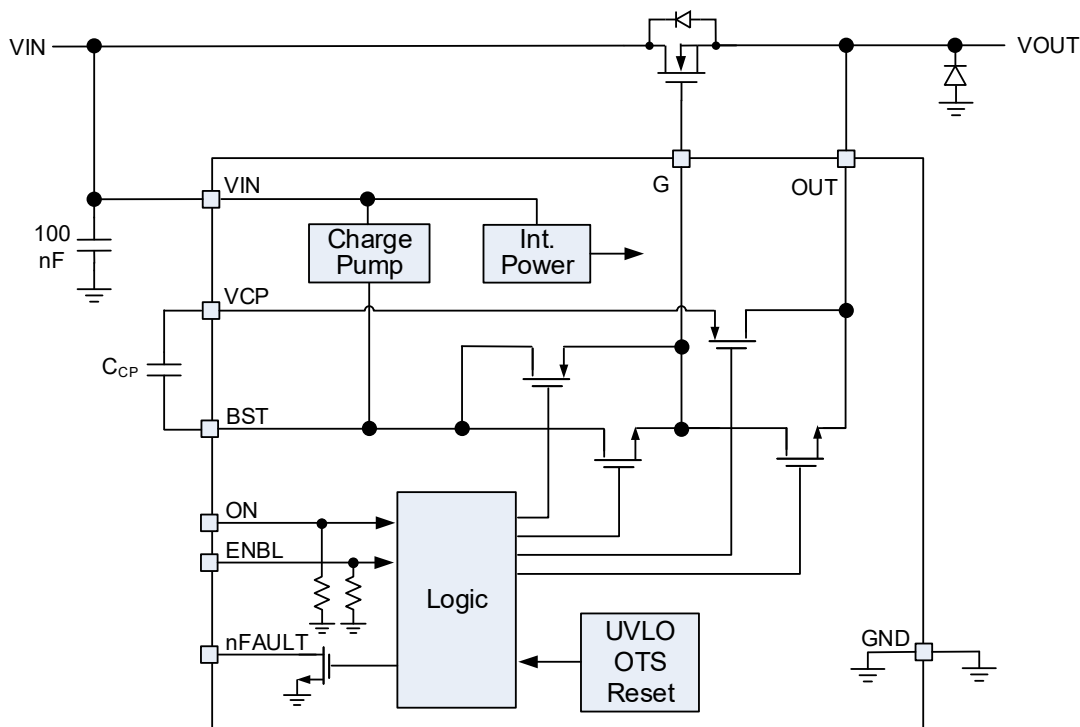 VIN
VOUT
G
OUT
VIN
100
nF
Charge
Pump
Int.
Power
VCP
CCP
BST
ON
ENBL
Logic
nFAULT
UVLO
OTS
Reset
GND